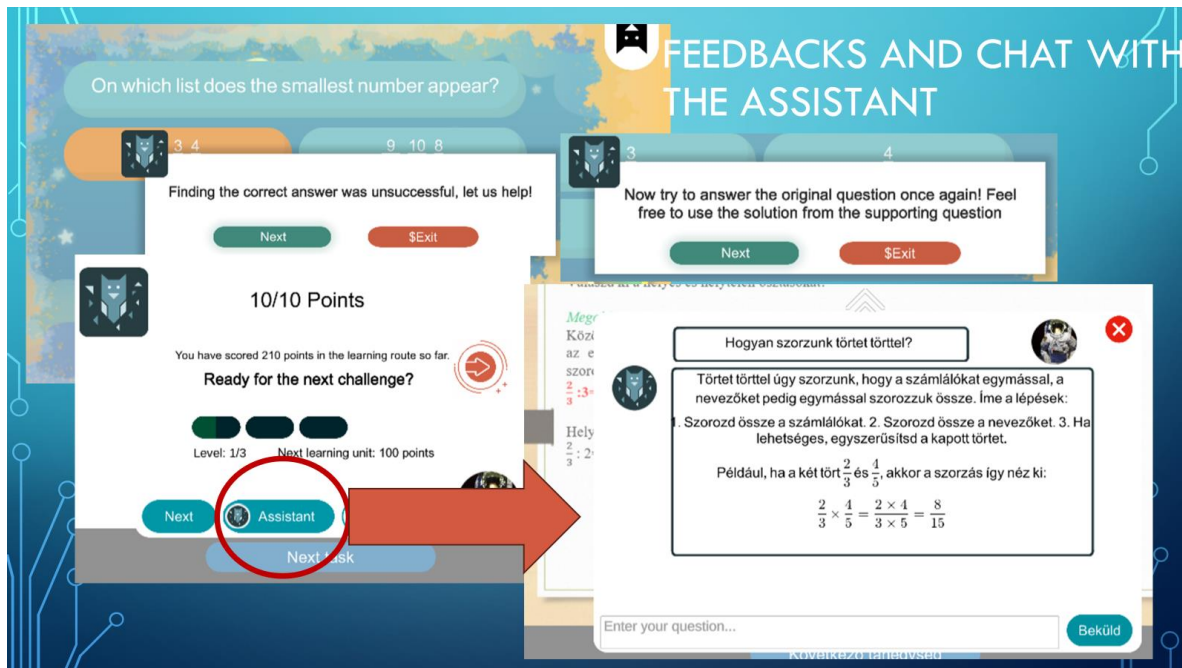 FEEDBACKS AND CHAT WITH
THE ASSISTANT
On which list does the smallest number appear?
3 4
9 10 8
Finding the correct answer was unsuccessful, let us help!
Next
$Exit
3
4
Now try to answer the original question once again! Feel
free to use the solution from the supporting question
Next
$Exit
10/10 Points
You have scored 210 points in the learning route so far.
Ready for the next challenge?
Level: 1/3
Next learning unit: 100 points
Next
Assistant
Next task
az e
Hely
Hogyan szorzunk törtet törttel?
Törtet törttel úgy szorzunk, hogy a számlálókat egymással, a
nevezőket pedig egymással szorozzuk össze. Íme a lépések:
1. Szorozd össze a számlálókat. 2. Szorozd össze a nevezőket. 3. Ha
lehetséges, egyszerűsítsd a kapott törtet.
Például, ha a két tört 2/3 és 4/5, akkor a szorzás így néz ki:
2/3 × 4/5 = 2 × 4/3 × 5 = 8/15
Enter your question...
Beküld